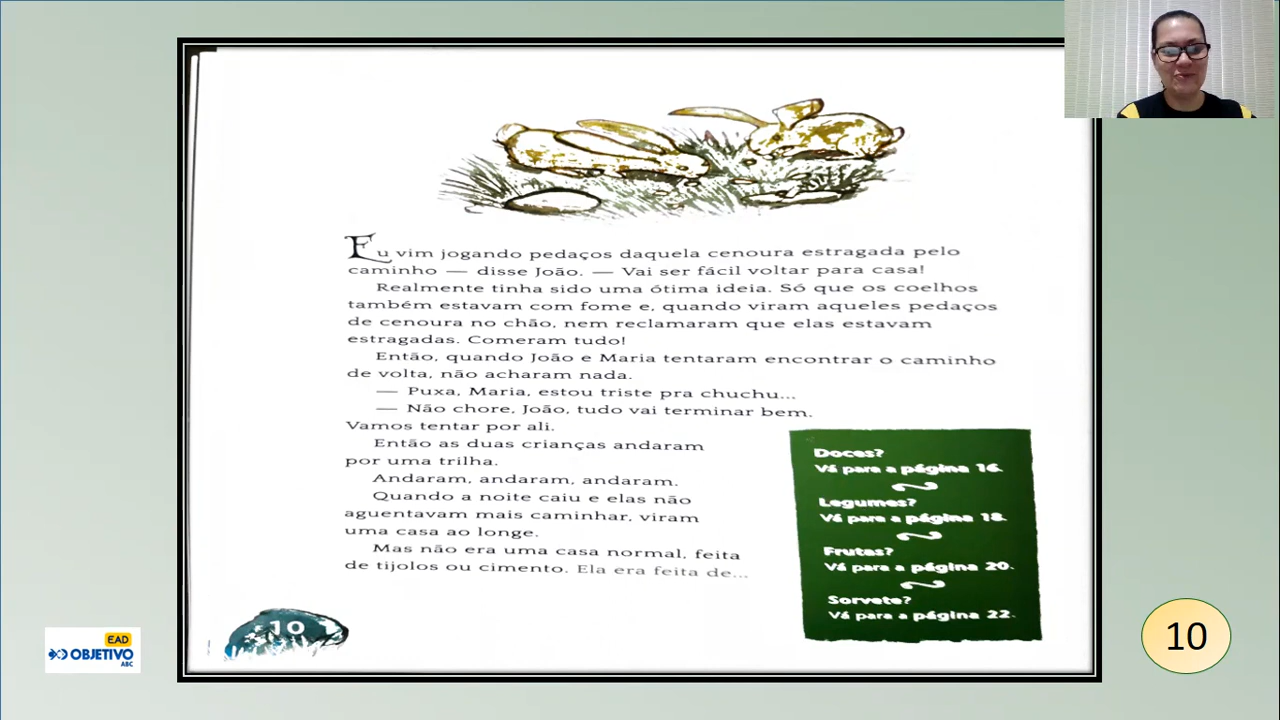 Eu vim jogando pedaços daquela cenoura estragada pelo
caminho — disse João. — Vai ser fácil voltar para casa!
Realmente tinha sido uma ótima ideia. Só que os coelhos
também estavam com fome e, quando viram aqueles pedaços
de cenoura no chão, nem reclamaram que elas estavam
estragadas. Comeram tudo!
Então, quando João e Maria tentaram encontrar o caminho
de volta, não acharam nada.
— Puxa, Maria, estou triste pra chuchu...
— Não chore, João, tudo vai terminar bem.
Vamos tentar por ali.
Então as duas crianças andaram
por uma trilha.
Andaram, andaram, andaram.
Quando a noite caiu e elas não
aguentavam mais caminhar, viram
uma casa ao longe.
Mas não era uma casa normal, feita
de tijolos ou cimento. Ela era feita de...
Doces?
Vá para a página 16.
Legumes?
Vá para a página 18.
Frutas?
Vá para a página 20.
Sorvete?
Vá para a página 22.
10
EAD
OBJETIVO
ABC
10